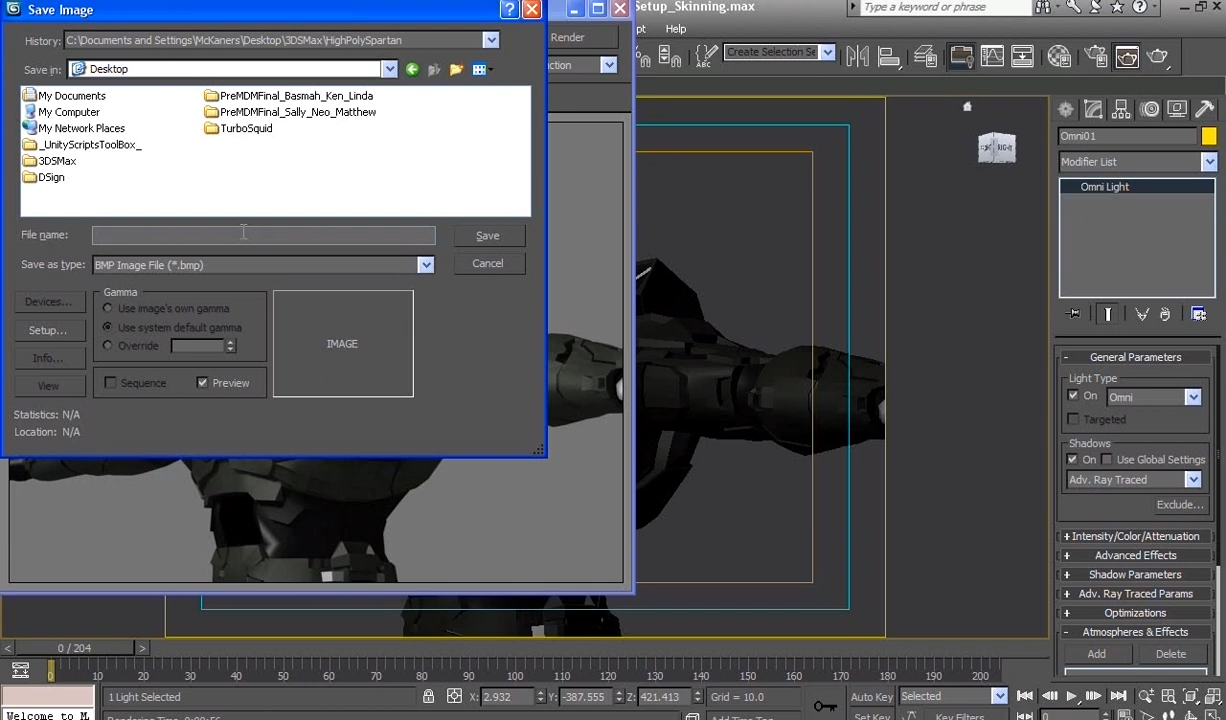 Save Image
Setup_Skinning.max
Type a keyword or phrase
History:
C:\Documents and Settings\McKaners\Desktop\3DSMax\HighPolySpartan
Render
Help
Save in:
Desktop
Create Selection Se
My Documents
PreMDMFinal_Basmah_Ken_Linda
My Computer
PreMDMFinal_Sally_Neo_Matthew
My Network Places
TurboSquid
_UnityScriptsToolBox_
3DSMax
DSign
Omni01
Modifier List
Omni Light
File name:
Save
Save as type:
BMP Image File (*.bmp)
Cancel
Devices...
Gamma
Use image's own gamma
Setup...
Use system default gamma
Override
IMAGE
Info...
View
Sequence
Preview
Statistics: N/A
Location: N/A
General Parameters
Light Type
On
Omni
Targeted
Shadows
On
Use Global Settings
Adv. Ray Traced
Exclude...
Intensity/Color/Attenuation
Advanced Effects
Shadow Parameters
Adv. Ray Traced Params
Optimizations
Atmospheres & Effects
Add
Delete
0 / 204
0 10 20 30 40 50 60 70 80 90 100 110 120 130 140 150 160 170 180 190 200
1 Light Selected
X: 2.932
Y: -387.555
Z: 421.413
Grid = 10.0
Auto Key
Selected
Welcome to M
Set Key
Key Filters...
0